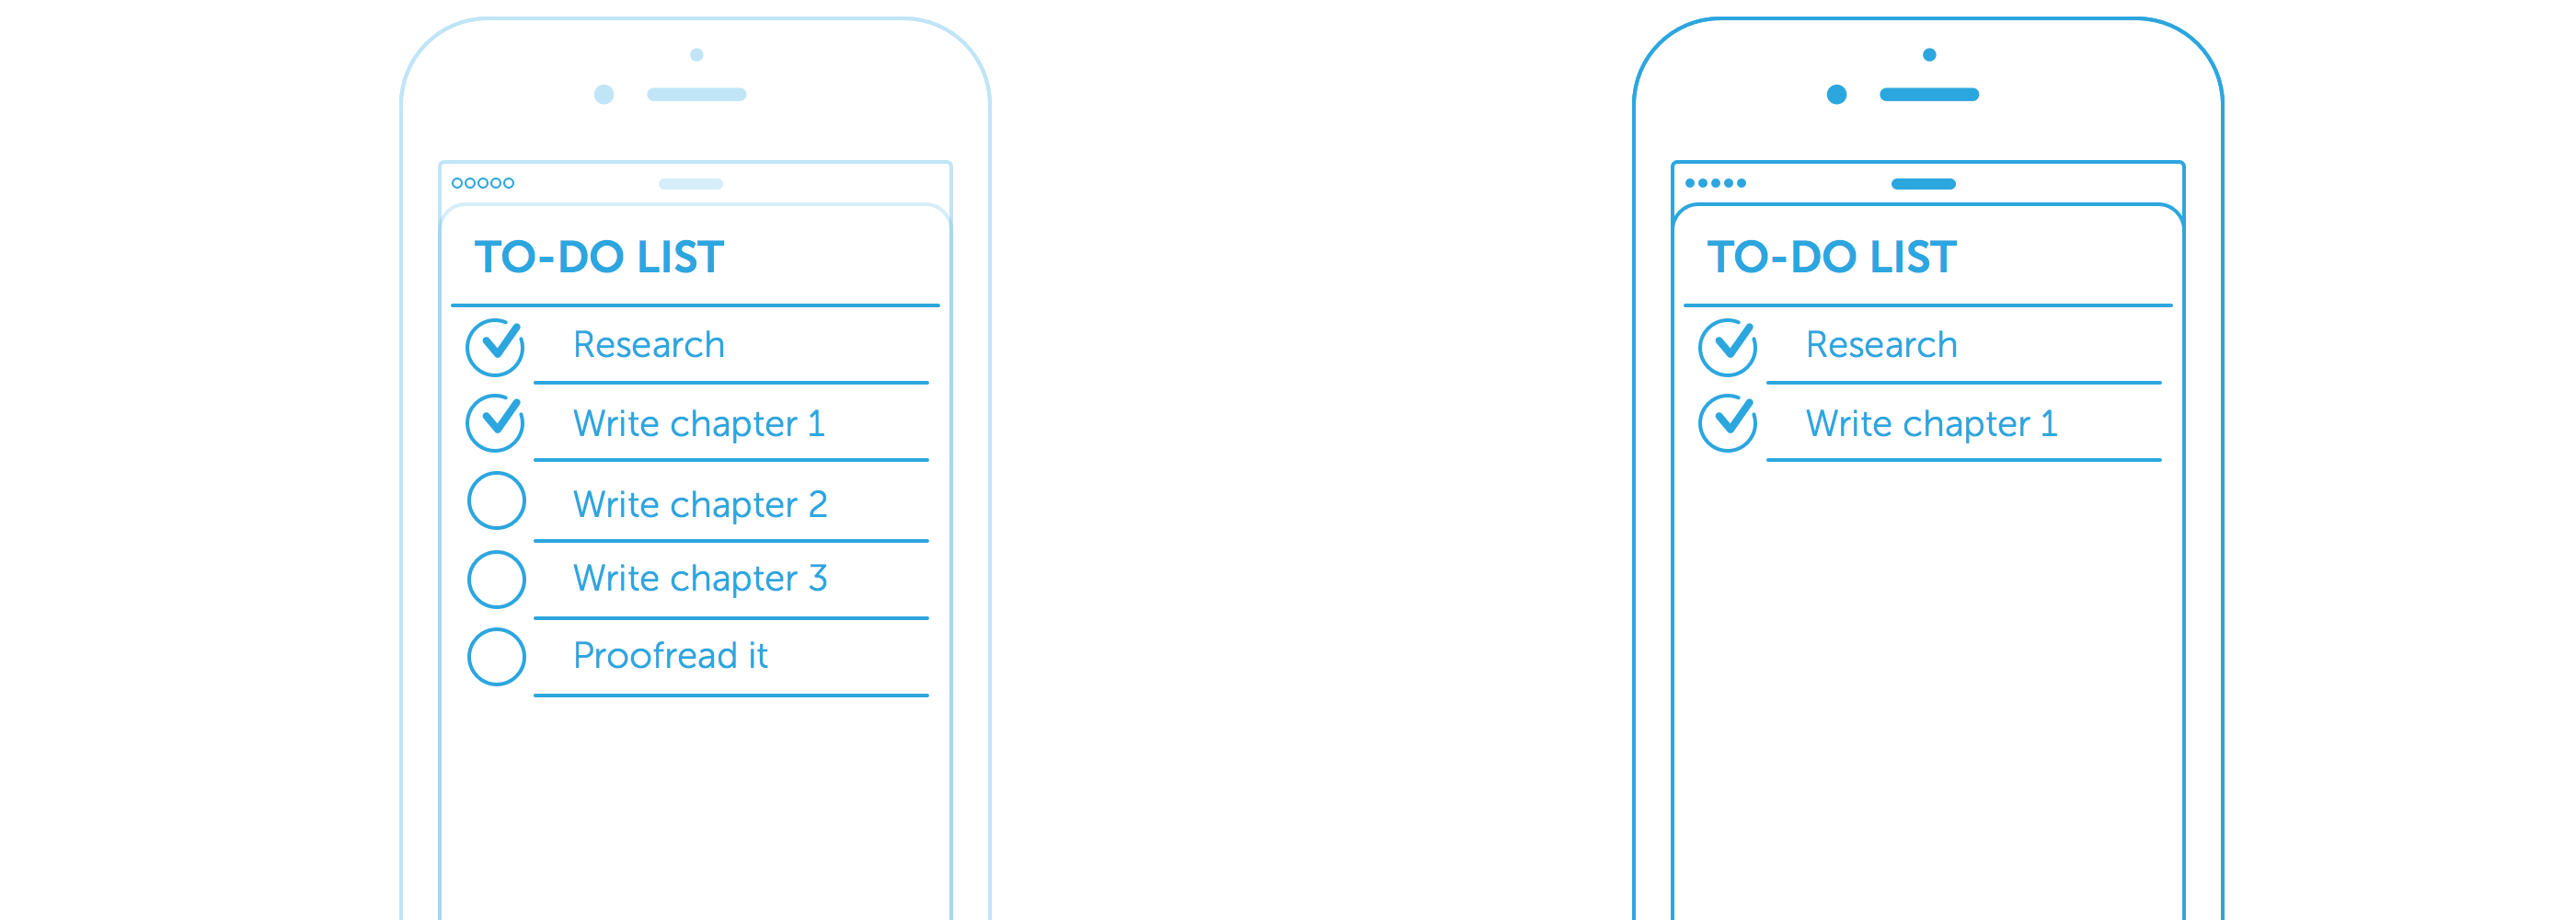 TO-DO LIST
Research
Write chapter 1
Write chapter 2
Write chapter 3
Proofread it
TO-DO LIST
Research
Write chapter 1